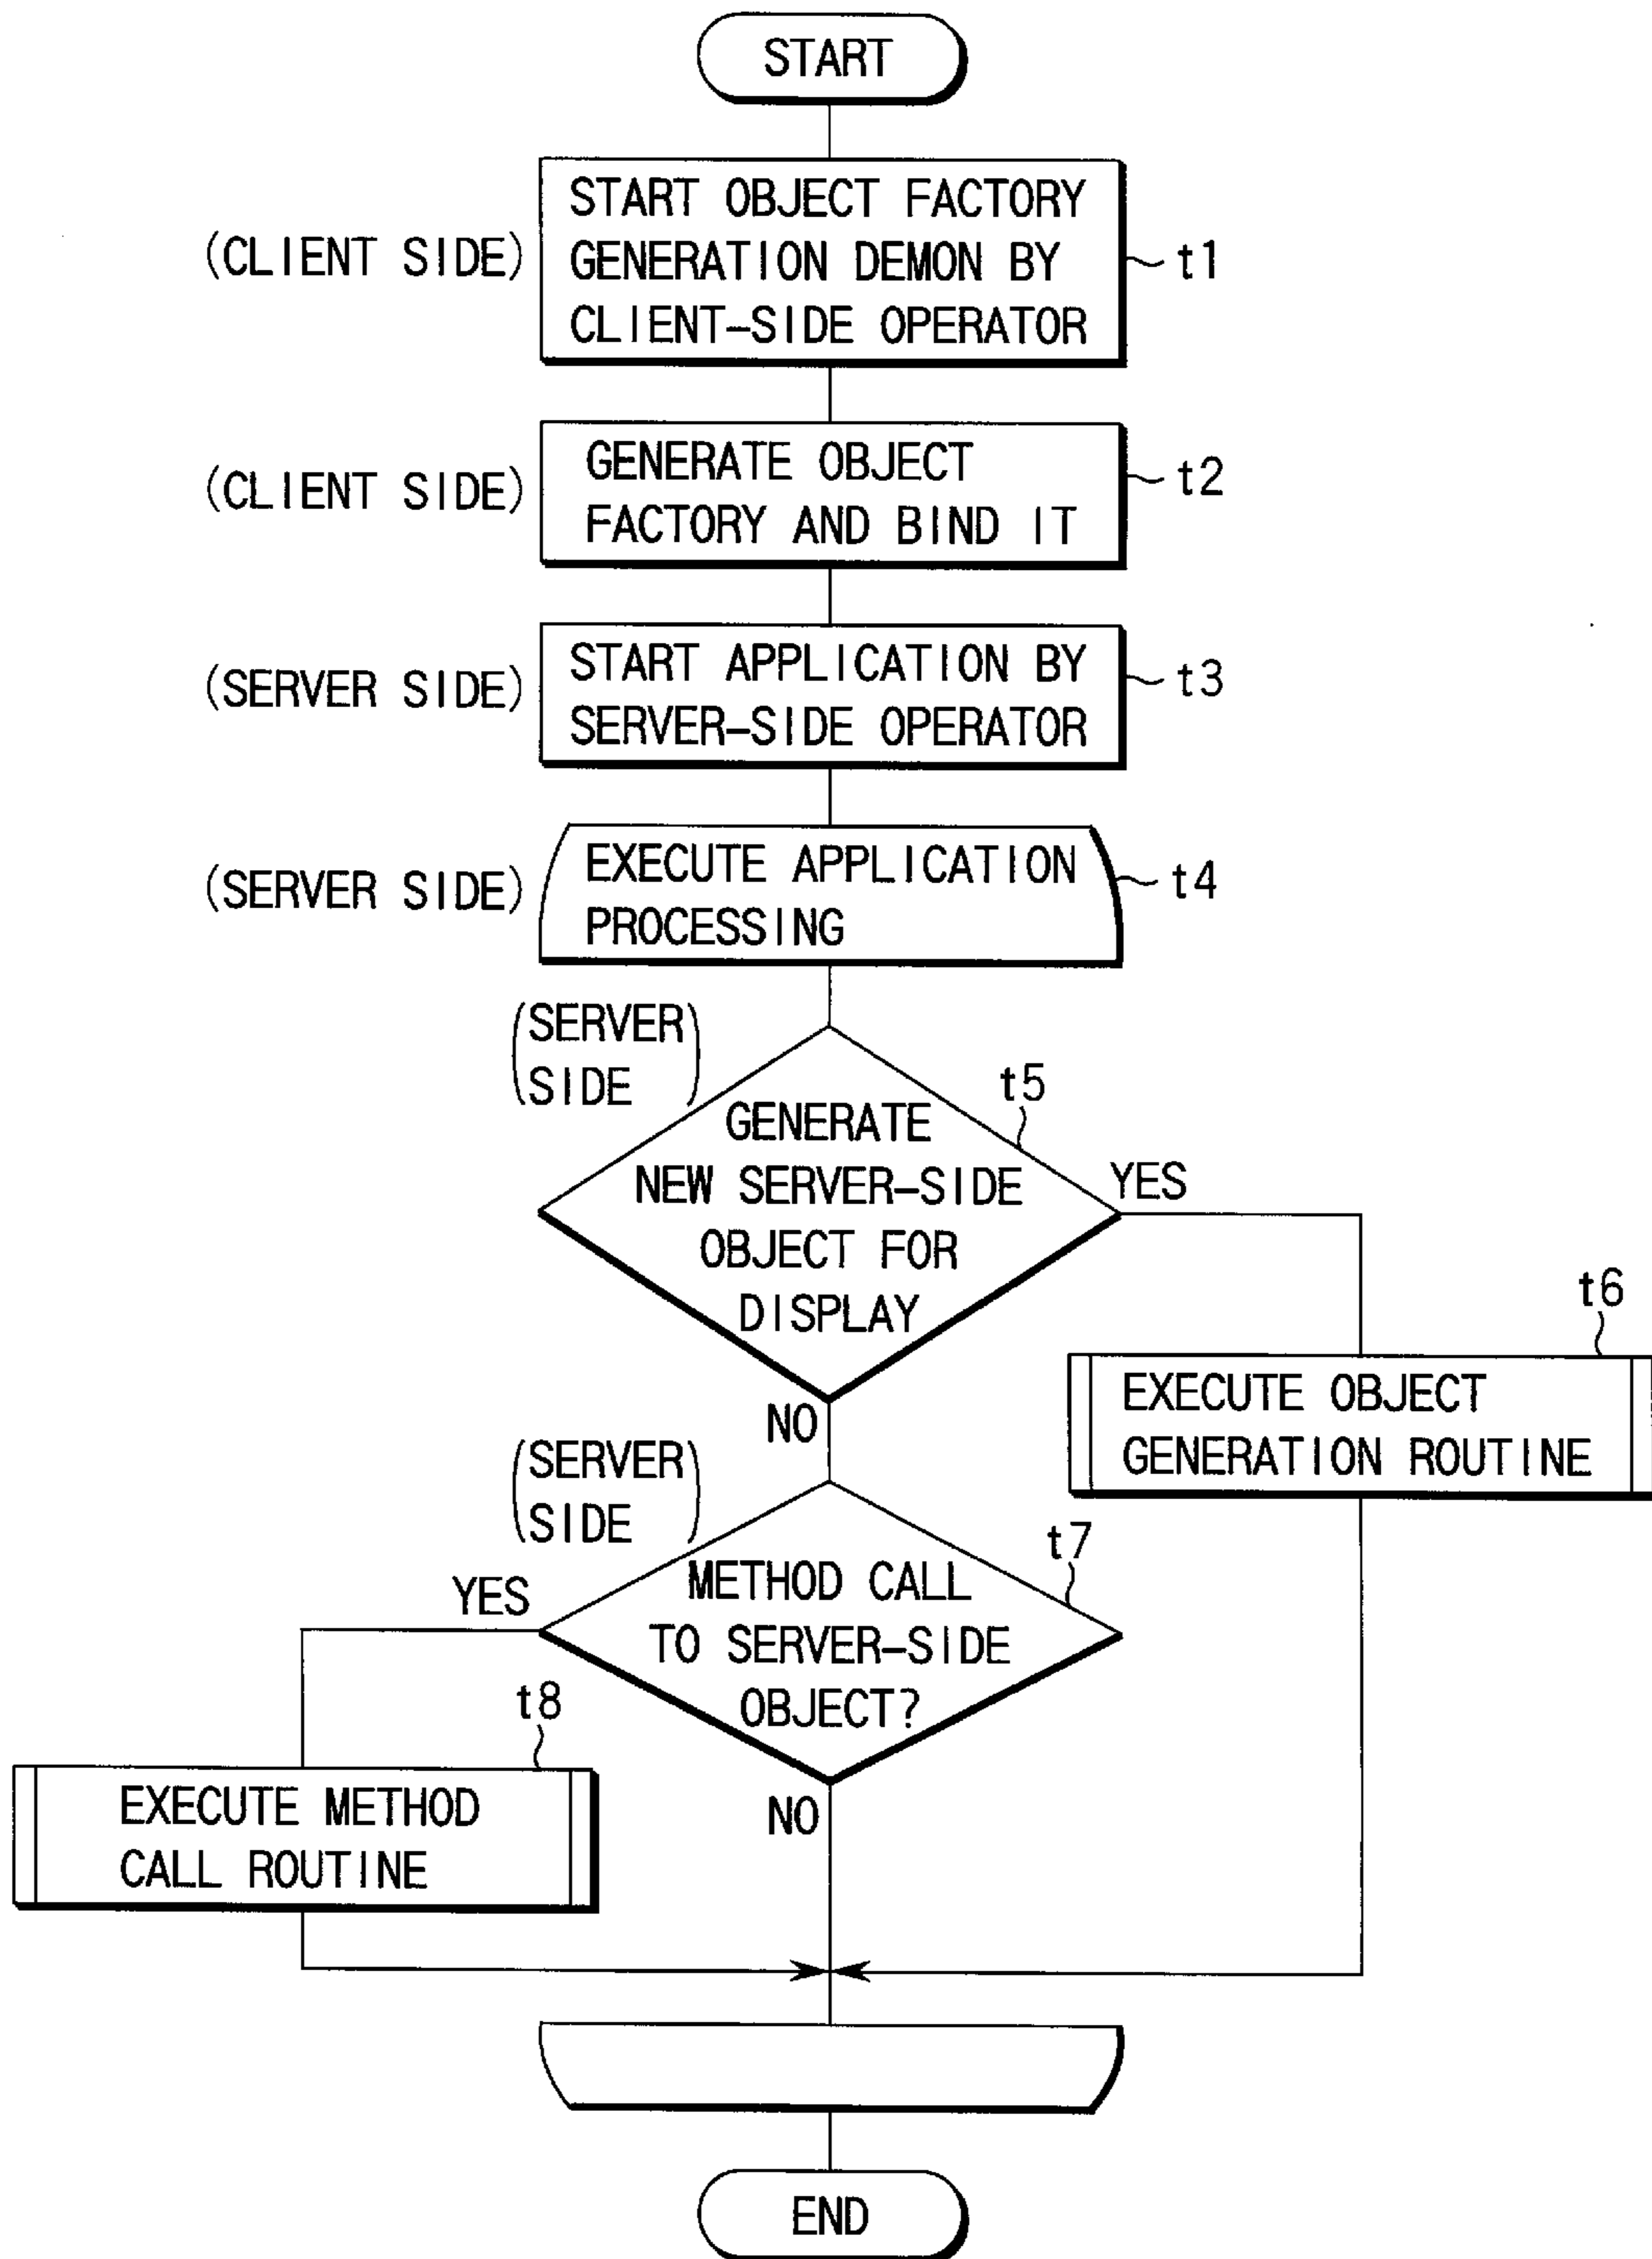 START
(CLIENT SIDE)
START OBJECT FACTORY
GENERATION DEMON BY
CLIENT-SIDE OPERATOR
t1
(CLIENT SIDE)
GENERATE OBJECT
FACTORY AND BIND IT
t2
(SERVER SIDE)
START APPLICATION BY
SERVER-SIDE OPERATOR
t3
(SERVER SIDE)
EXECUTE APPLICATION
PROCESSING
t4
(SERVER
SIDE)
t5
GENERATE
NEW SERVER-SIDE
OBJECT FOR
DISPLAY
YES
NO
t6
EXECUTE OBJECT
GENERATION ROUTINE
(SERVER
SIDE)
t7
METHOD CALL
TO SERVER-SIDE
OBJECT?
YES
NO
t8
EXECUTE METHOD
CALL ROUTINE
END